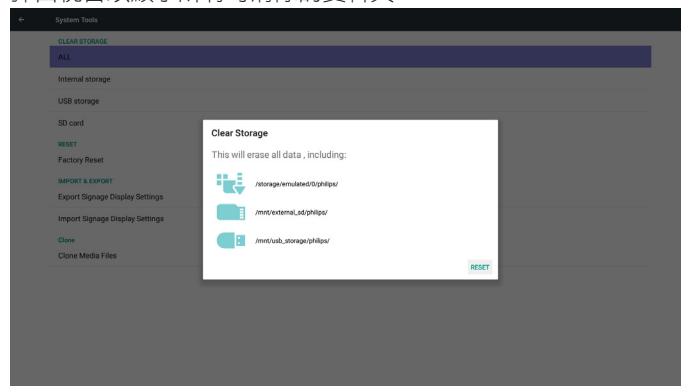 System Tools
CLEAR STORAGE
ALL
Internal storage
USB storage
SD card
RESET
Factory Reset
IMPORT & EXPORT
Export Signage Display Settings
Import Signage Display Settings
Clone
Clone Media Files
Clear Storage
This will erase all data , including:
/storage/emulated/0/philips/
/mnt/external_sd/philips/
/mnt/usb_storage/philips/
RESET